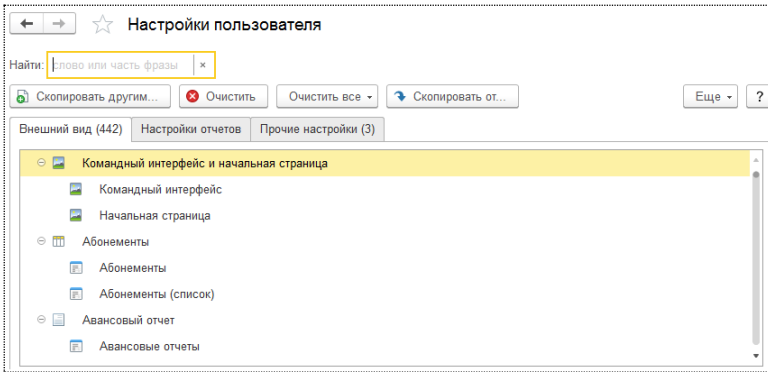 Настройки пользователя
Найти: слово или часть фразы ×
Скопировать другим... Очистить Очистить все Скопировать от... Еще ?
Внешний вид (442) Настройки отчетов Прочие настройки (3)
Командный интерфейс и начальная страница
Командный интерфейс
Начальная страница
Абонементы
Абонементы
Абонементы (список)
Авансовый отчет
Авансовые отчеты